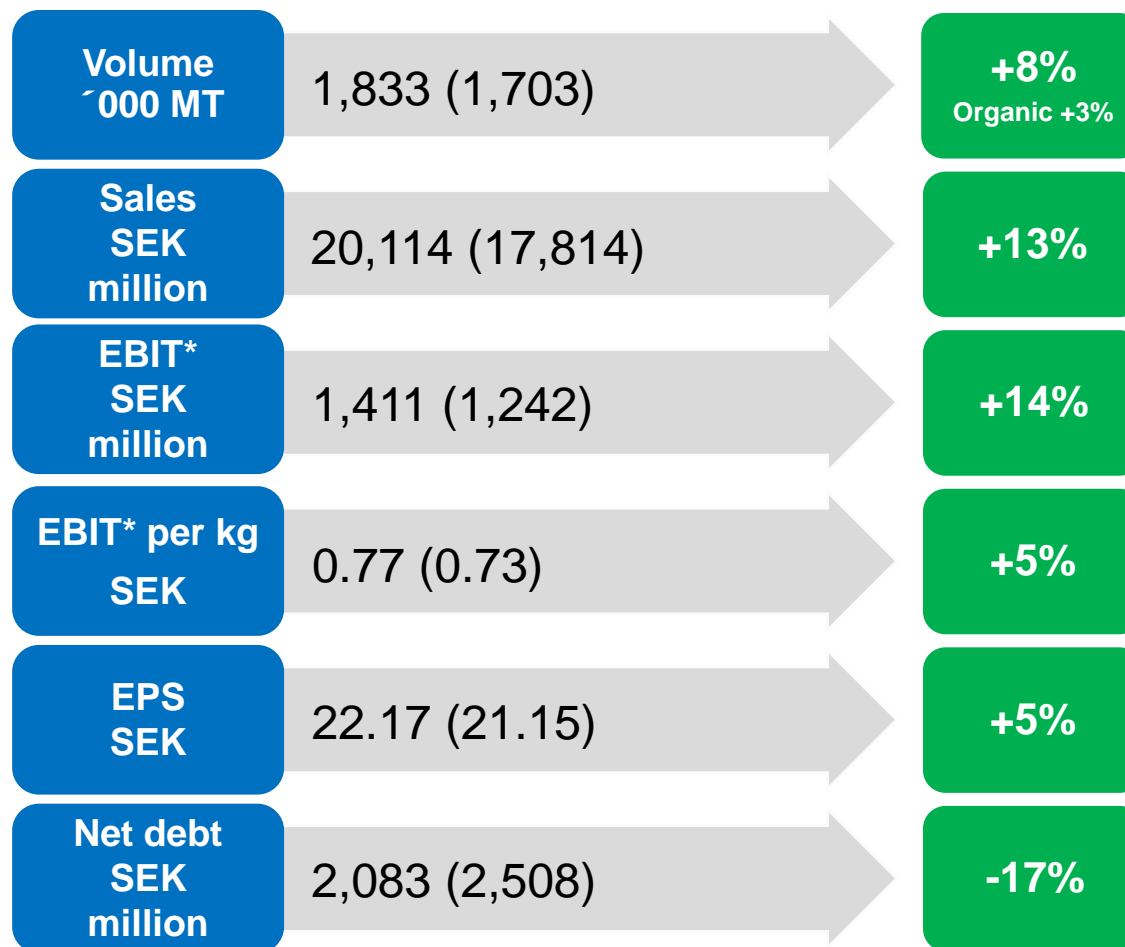 Volume
´000 MT
1,833 (1,703)
+8%
Organic +3%
Sales
SEK
million
20,114 (17,814)
+13%
EBIT*
SEK
million
1,411 (1,242)
+14%
EBIT* per kg
SEK
0.77 (0.73)
+5%
EPS
SEK
22.17 (21.15)
+5%
Net debt
SEK
million
2,083 (2,508)
-17%